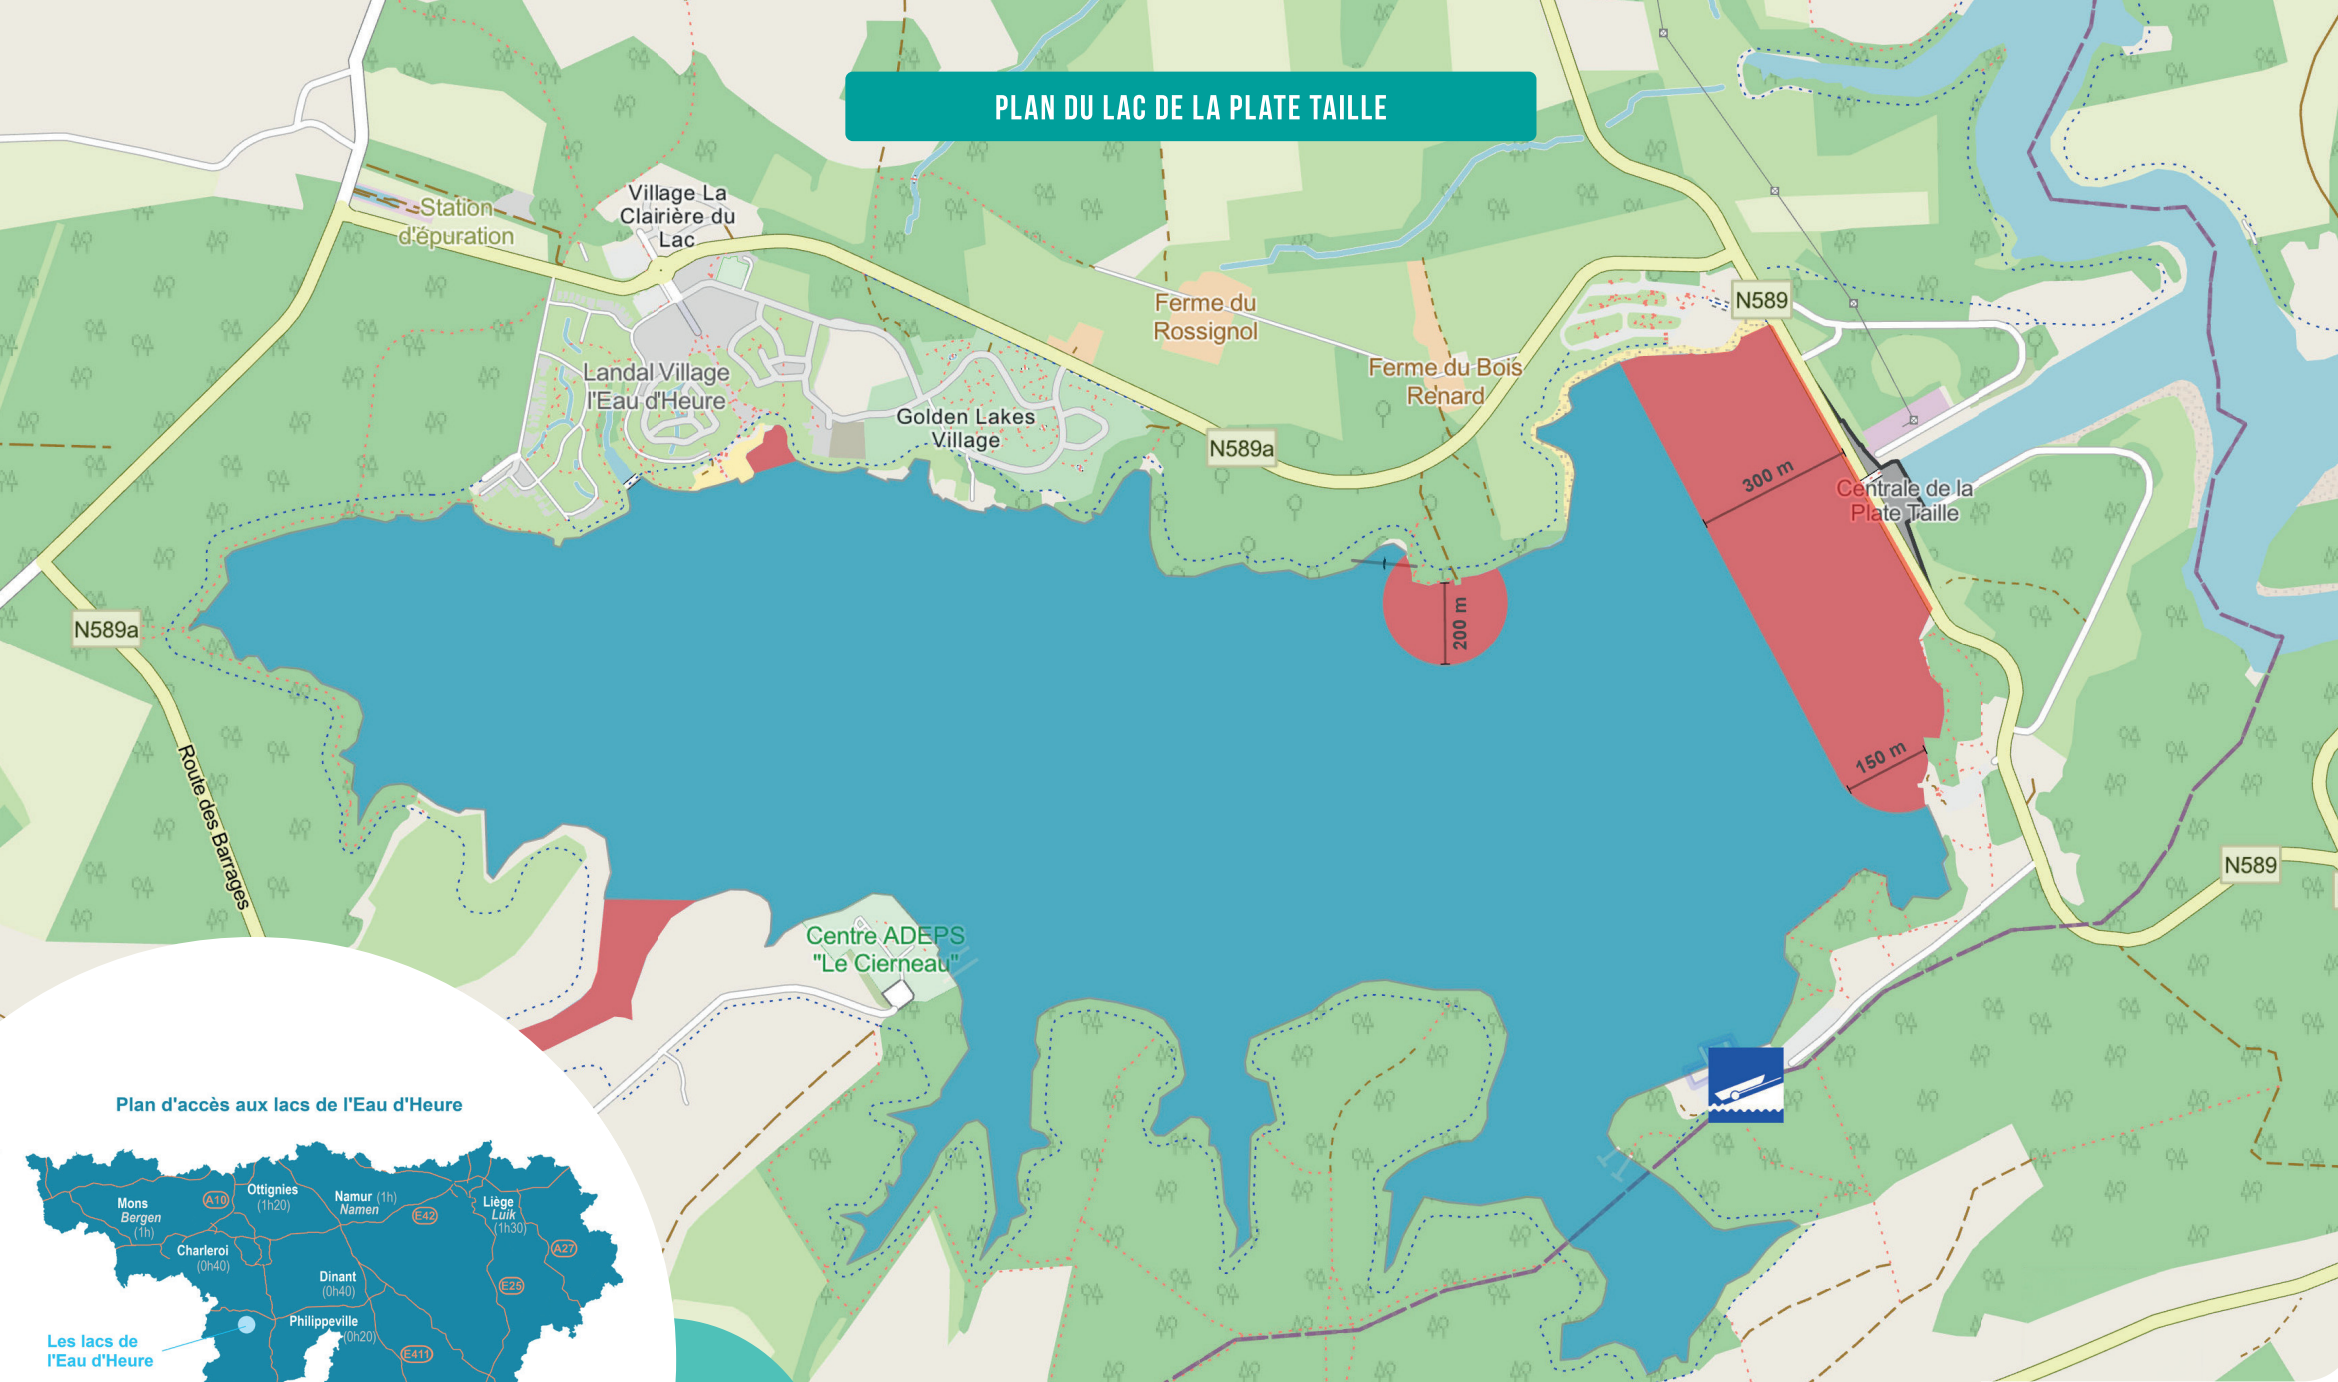 PLAN DU LAC DE LA PLATE TAILLE
Village La
Clairière du
Lac
Station
d'épuration
Ferme du
Rossignol
N589
Ferme du Bois
Renard
Landal Village
l'Eau d'Heure
Golden Lakes
Village
N589a
300 m
Centrale de la
Plate Taille
200 m
N589a
150 m
Route des Barrages
N589
Centre ADEPS
"Le Cierneau"
Plan d'accès aux lacs de l'Eau d'Heure
Mons
Bergen
(1h)
A10
Ottignies
(1h20)
Namur (1h)
Namen
E42
Liège
Luik
(1h30)
A27
Charleroi
(0h40)
Dinant
(0h40)
E25
Philippeville
(0h20)
E411
Les lacs de
l'Eau d'Heure